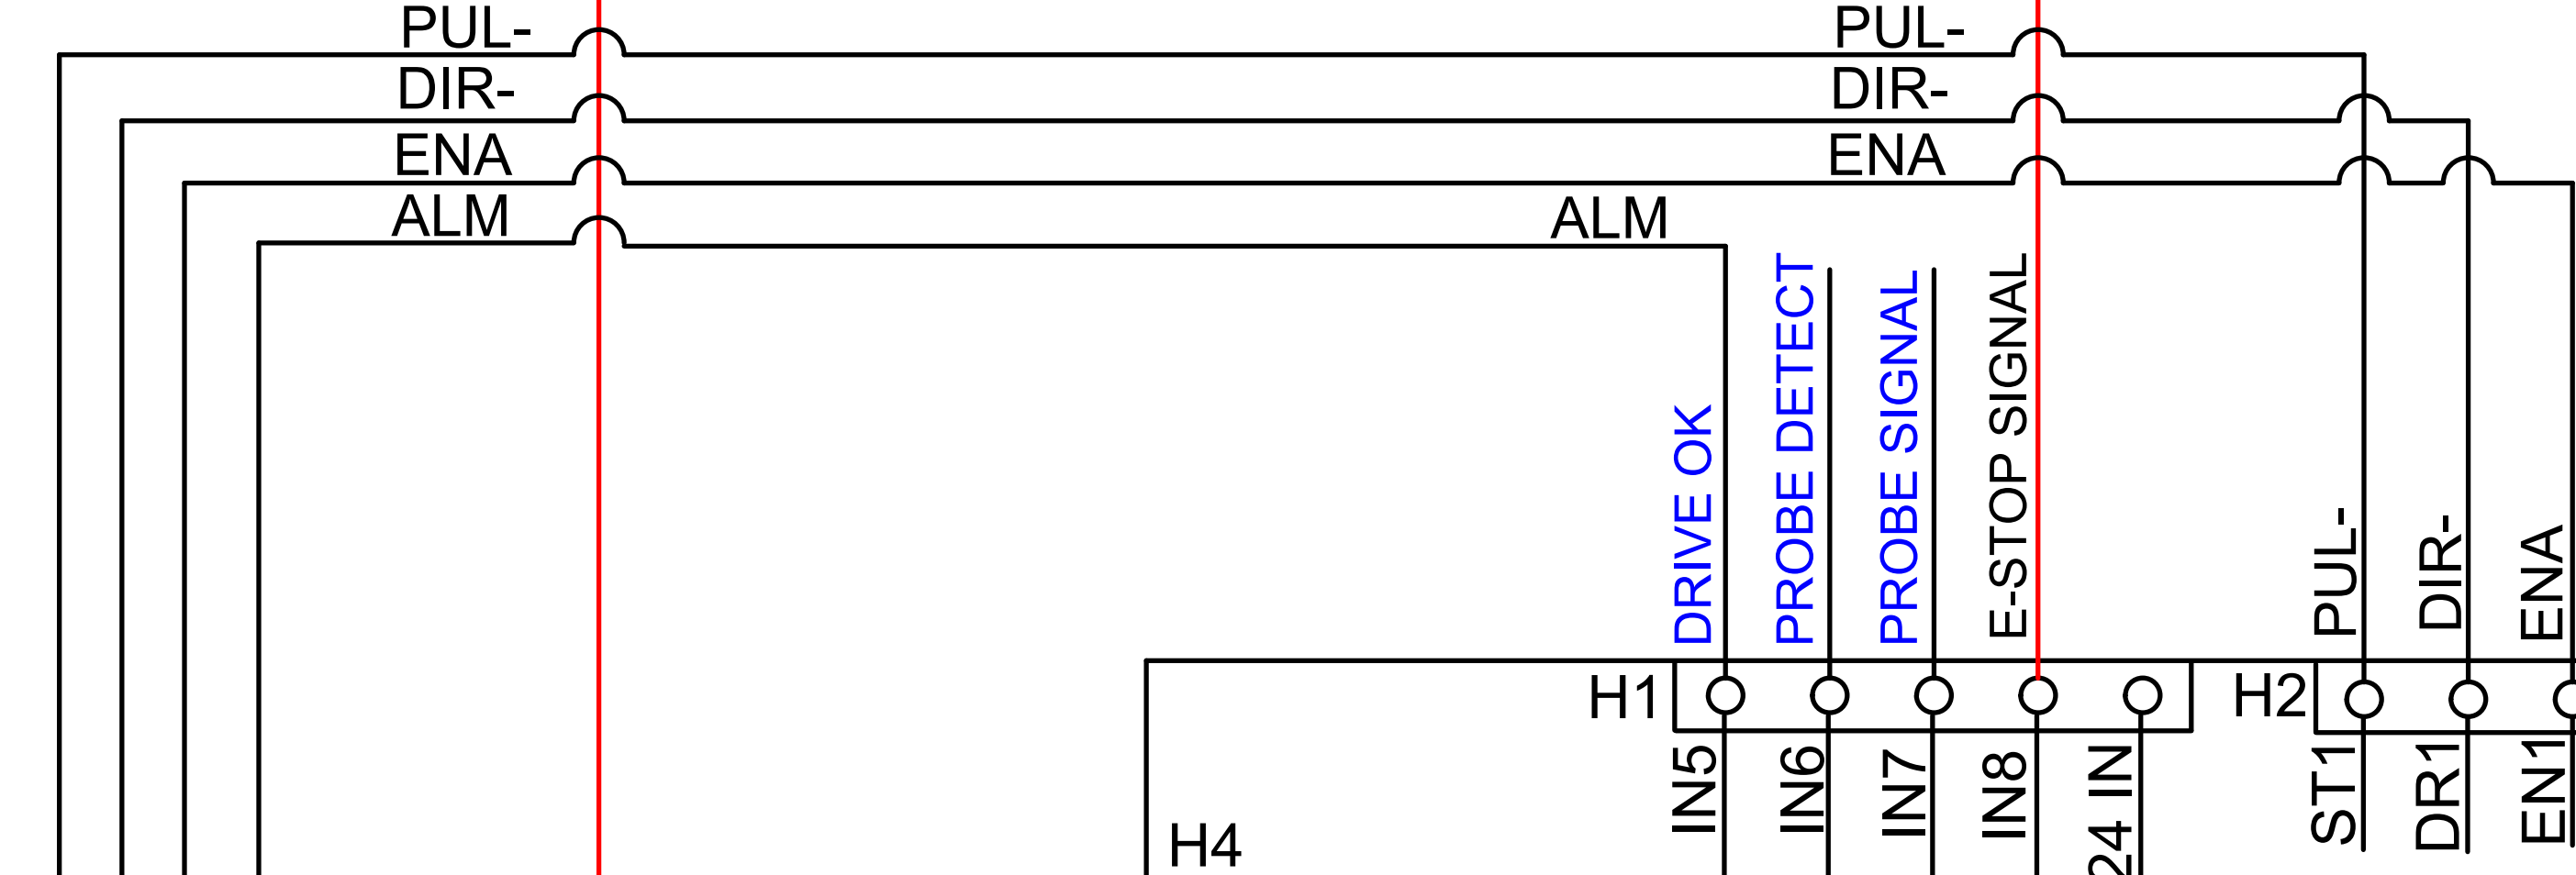 PUL-
PUL-
DIR-
DIR-
ENA
ENA
ALM
ALM
DRIVE OK
PROBE DETECT
PROBE SIGNAL
E-STOP SIGNAL
PUL-
DIR-
ENA
H1
H2
IN5
IN6
IN7
IN8
24 IN
ST1
DR1
EN1
H4